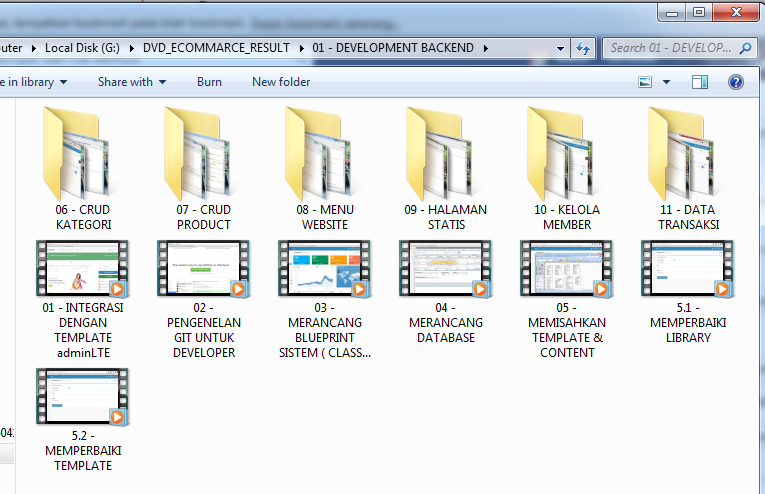 uter ▸ Local Disk (G:) ▸ DVD_ECOMMARCE_RESULT ▸ 01 - DEVELOPMENT BACKEND ▸
Search 01 - DEVELOP...
e in library
Share with
Burn
New folder
06 - CRUD
KATEGORI
07 - CRUD
PRODUCT
08 - MENU
WEBSITE
09 - HALAMAN
STATIS
10 - KELOLA
MEMBER
11 - DATA
TRANSAKSI
01 - INTEGRASI
DENGAN
TEMPLATE
adminLTE
02 -
PENGENELAN
GIT UNTUK
DEVELOPER
03 -
MERANCANG
BLUEPRINT
SISTEM ( CLASS...
04 -
MERANCANG
DATABASE
05 -
MEMISAHKAN
TEMPLATE &
CONTENT
5.1 -
MEMPERBAIKI
LIBRARY
5.2 -
MEMPERBAIKI
TEMPLATE